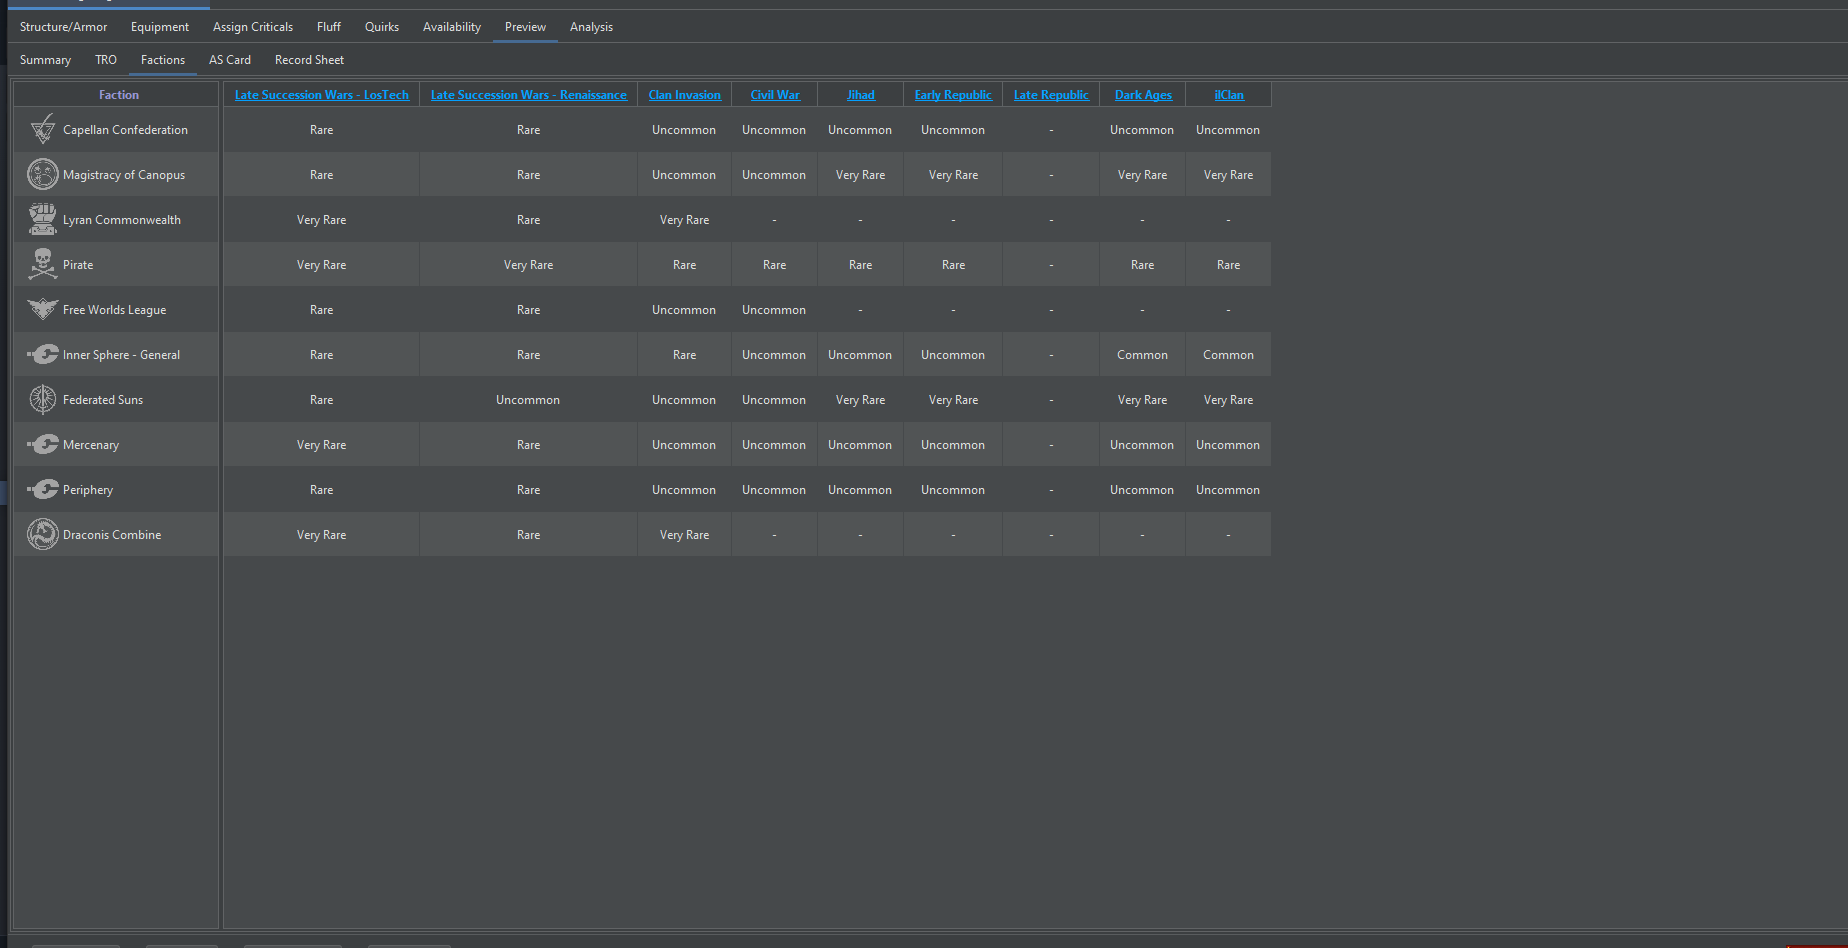 Structure/Armor Equipment Assign Criticals Fluff Quirks Availability Preview Analysis
Summary TRO Factions AS Card Record Sheet
Faction Late Succession Wars - LosTech Late Succession Wars - Renaissance Clan Invasion Civil War Jihad Early Republic Late Republic Dark Ages ilClan
Capellan Confederation Rare Rare Uncommon Uncommon Uncommon Uncommon - Uncommon Uncommon
Magistracy of Canopus Rare Rare Uncommon Uncommon Very Rare Very Rare - Very Rare Very Rare
Lyran Commonwealth Very Rare Rare Very Rare - - - - - -
Pirate Very Rare Very Rare Rare Rare Rare Rare - Rare Rare
Free Worlds League Rare Rare Uncommon Uncommon - - - - -
Inner Sphere - General Rare Rare Rare Uncommon Uncommon Uncommon - Common Common
Federated Suns Rare Uncommon Uncommon Uncommon Very Rare Very Rare - Very Rare Very Rare
Mercenary Very Rare Rare Uncommon Uncommon Uncommon Uncommon - Uncommon Uncommon
Periphery Rare Rare Uncommon Uncommon Uncommon Uncommon - Uncommon Uncommon
Draconis Combine Very Rare Rare Very Rare - - - - - -